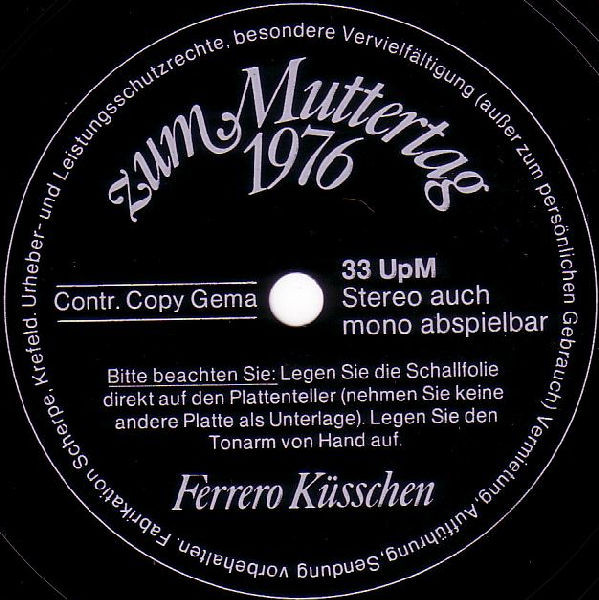 zum Muttertag
1976
33 UpM
Contr. Copy Gema
Stereo auch
mono abspielbar
Bitte beachten Sie: Legen Sie die Schallfolie
direkt auf den Plattenteller (nehmen Sie keine
andere Platte als Unterlage). Legen Sie den
Tonarm von Hand auf.
Ferrero Küsschen
Urheber- und Leistungsschutzrechte, besondere Vervielfältigung (außer zum persönlichen Gebrauch) Vermietung, Aufführung, Sendung vorbehalten. Fabrikation Scherpe, Krefeld.